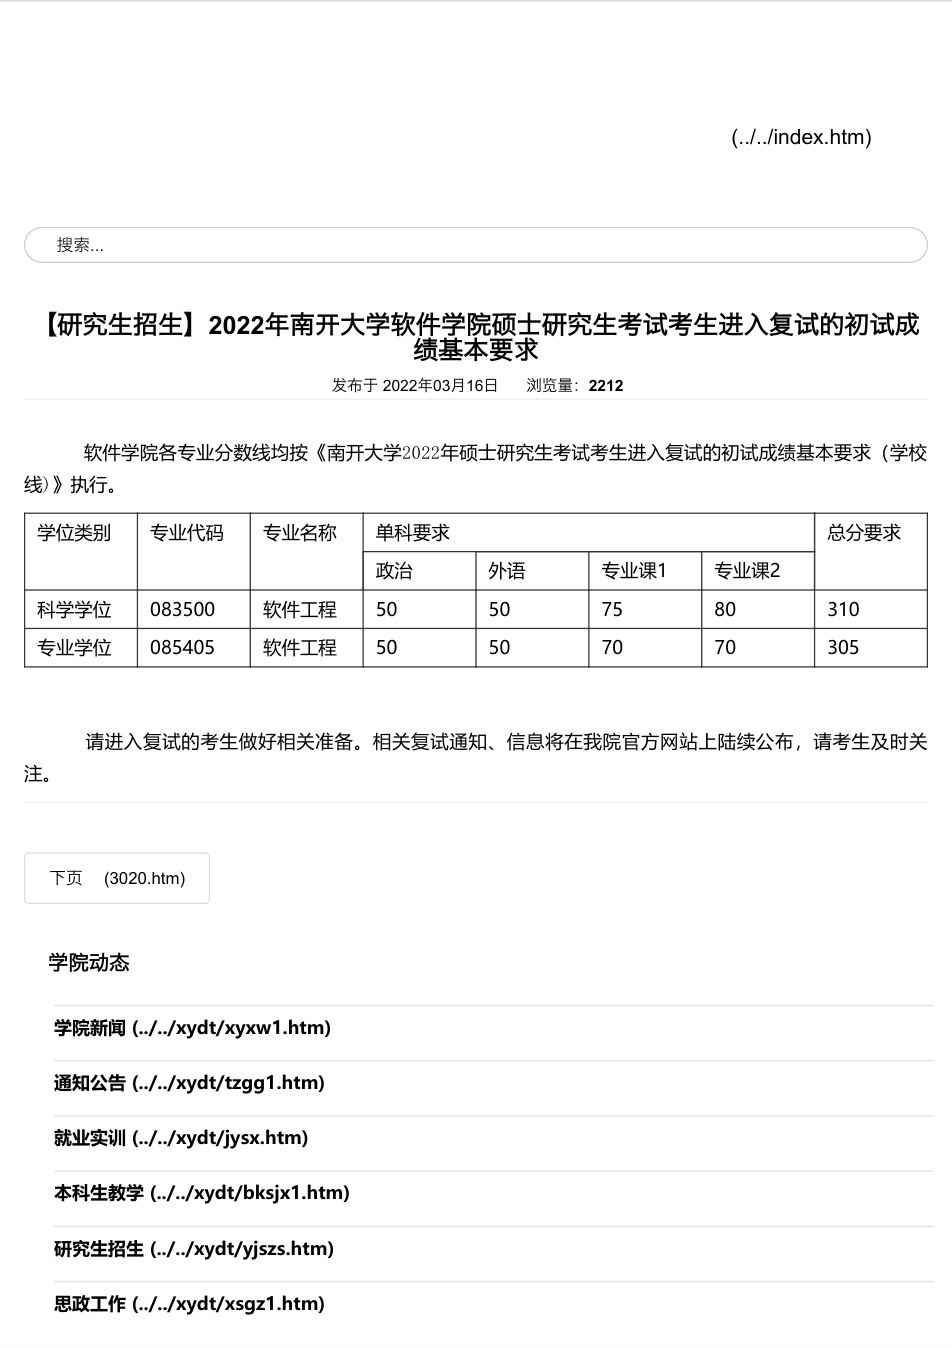 (../../index.htm)
搜索...
【研究生招生】2022年南开大学软件学院硕士研究生考试考生进入复试的初试成
绩基本要求
发布于 2022年03月16日 浏览量：2212
软件学院各专业分数线均按《南开大学2022年硕士研究生考试考生进入复试的初试成绩基本要求（学校
线)》执行。
学位类别 专业代码 专业名称 单科要求 总分要求
政治 外语 专业课1 专业课2
科学学位 083500 软件工程 50 50 75 80 310
专业学位 085405 软件工程 50 50 70 70 305
请进入复试的考生做好相关准备。相关复试通知、信息将在我院官方网站上陆续公布，请考生及时关
注。
下页 (3020.htm)
学院动态
学院新闻 (../../xydt/xyxw1.htm)
通知公告 (../../xydt/tzgg1.htm)
就业实训 (../../xydt/jysx.htm)
本科生教学 (../../xydt/bksjx1.htm)
研究生招生 (../../xydt/yjszs.htm)
思政工作 (../../xydt/xsgz1.htm)